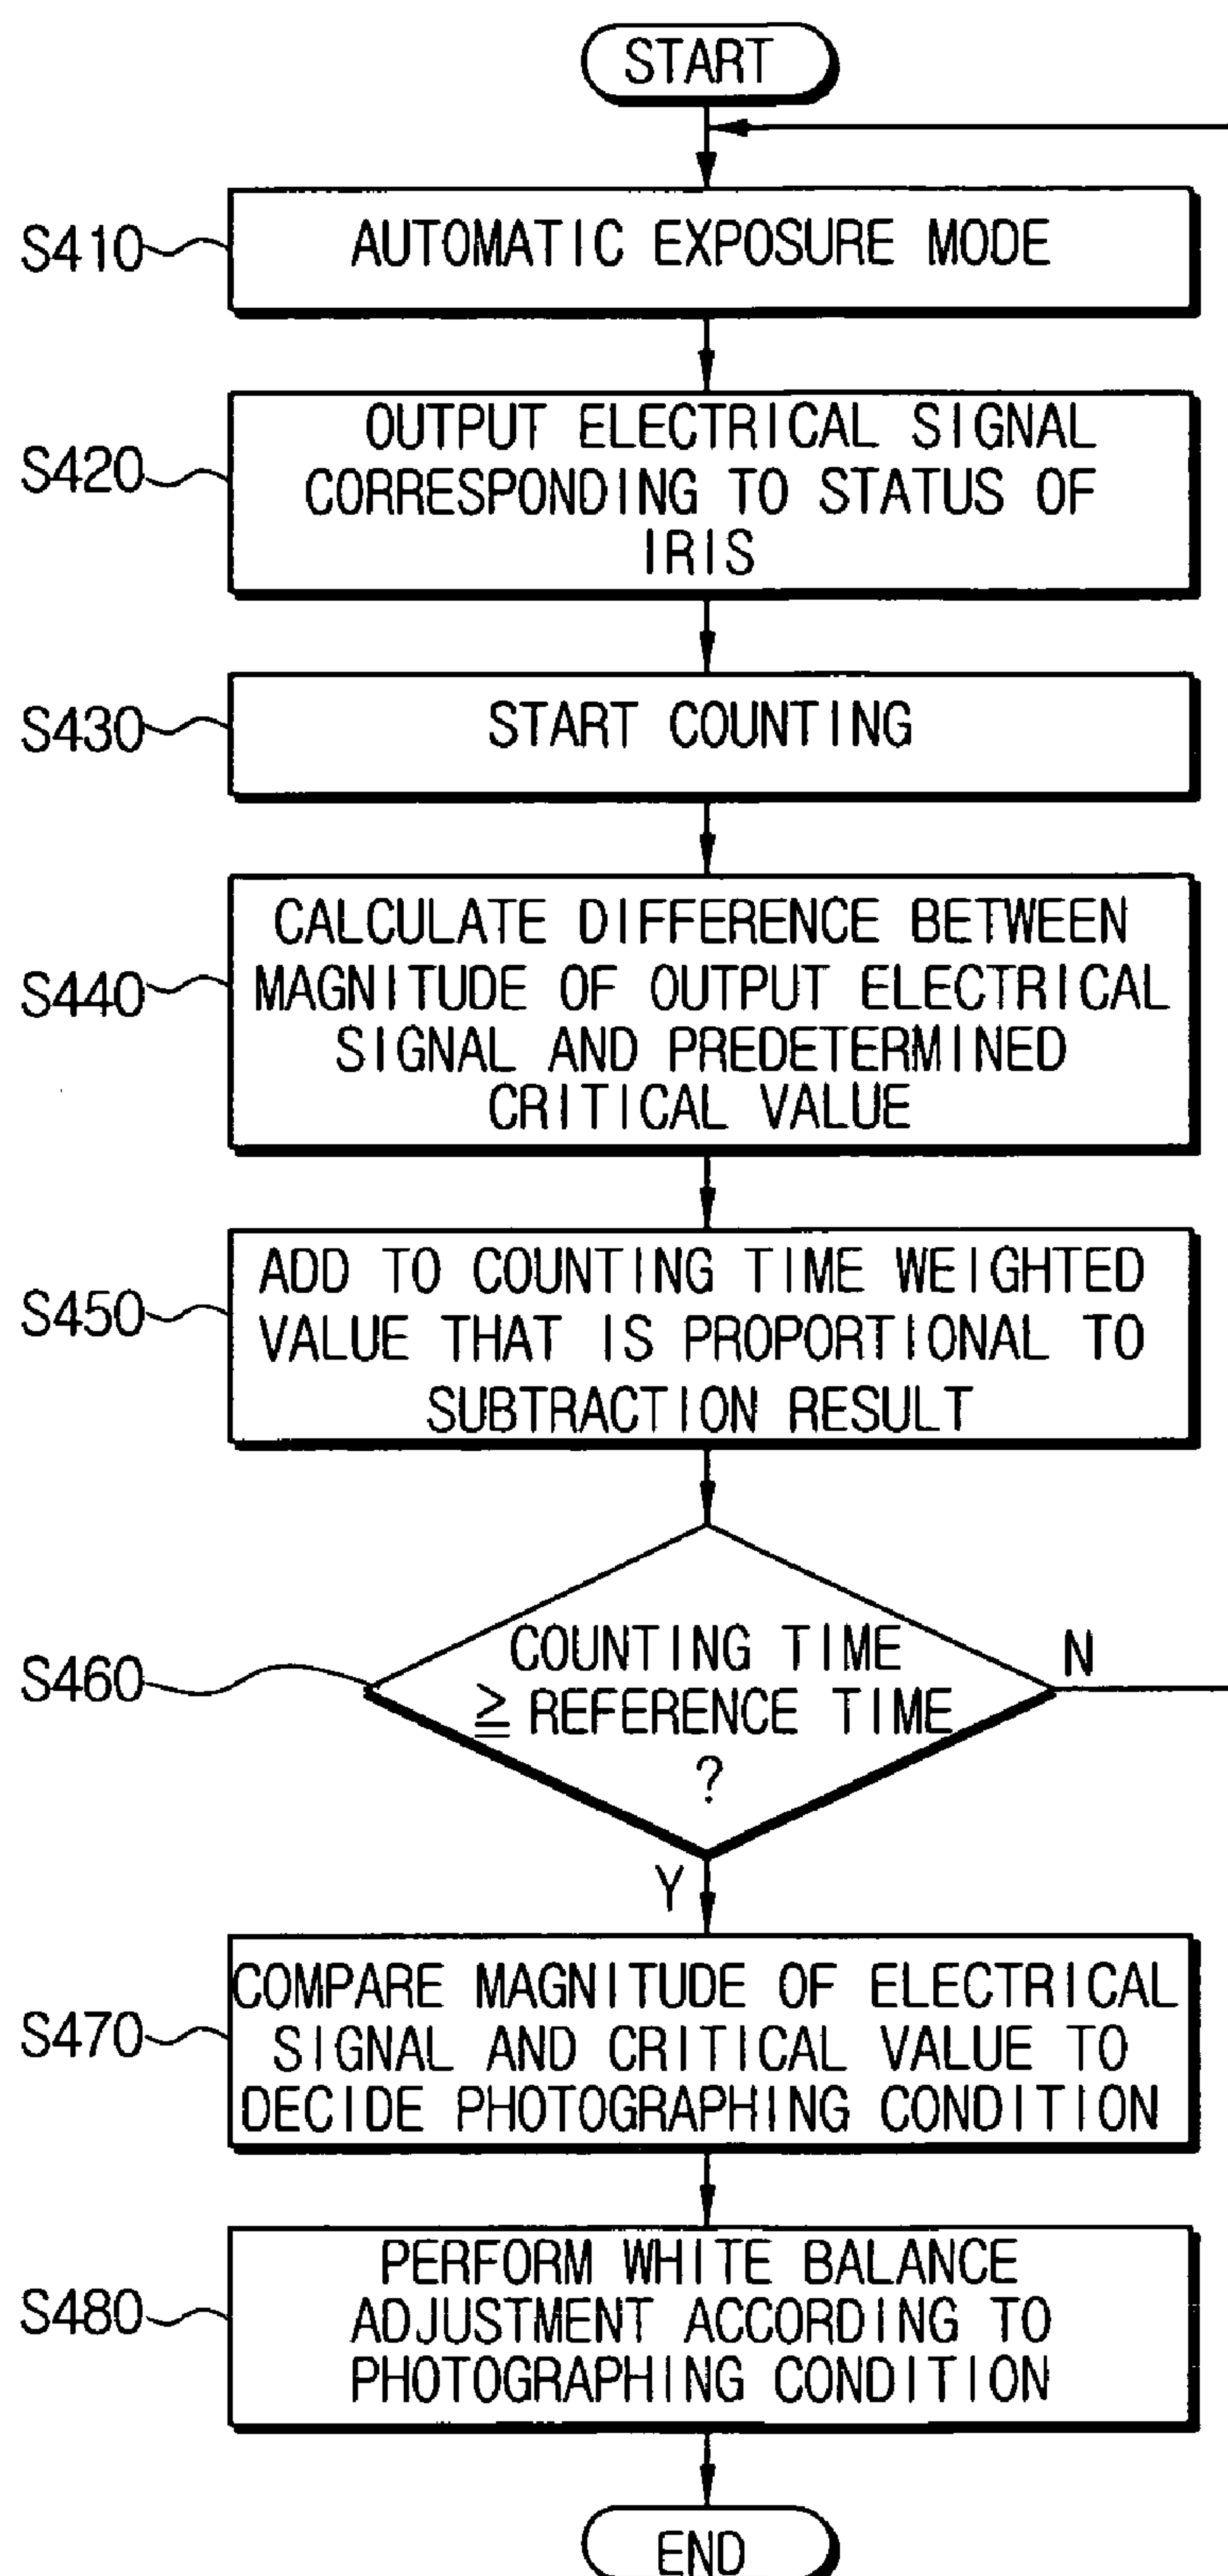 START
S410
AUTOMATIC EXPOSURE MODE
S420
OUTPUT ELECTRICAL SIGNAL
CORRESPONDING TO STATUS OF
IRIS
S430
START COUNTING
S440
CALCULATE DIFFERENCE BETWEEN
MAGNITUDE OF OUTPUT ELECTRICAL
SIGNAL AND PREDETERMINED
CRITICAL VALUE
S450
ADD TO COUNTING TIME WEIGHTED
VALUE THAT IS PROPORTIONAL TO
SUBTRACTION RESULT
S460
COUNTING TIME
≧ REFERENCE TIME
?
N
Y
S470
COMPARE MAGNITUDE OF ELECTRICAL
SIGNAL AND CRITICAL VALUE TO
DECIDE PHOTOGRAPHING CONDITION
S480
PERFORM WHITE BALANCE
ADJUSTMENT ACCORDING TO
PHOTOGRAPHING CONDITION
END